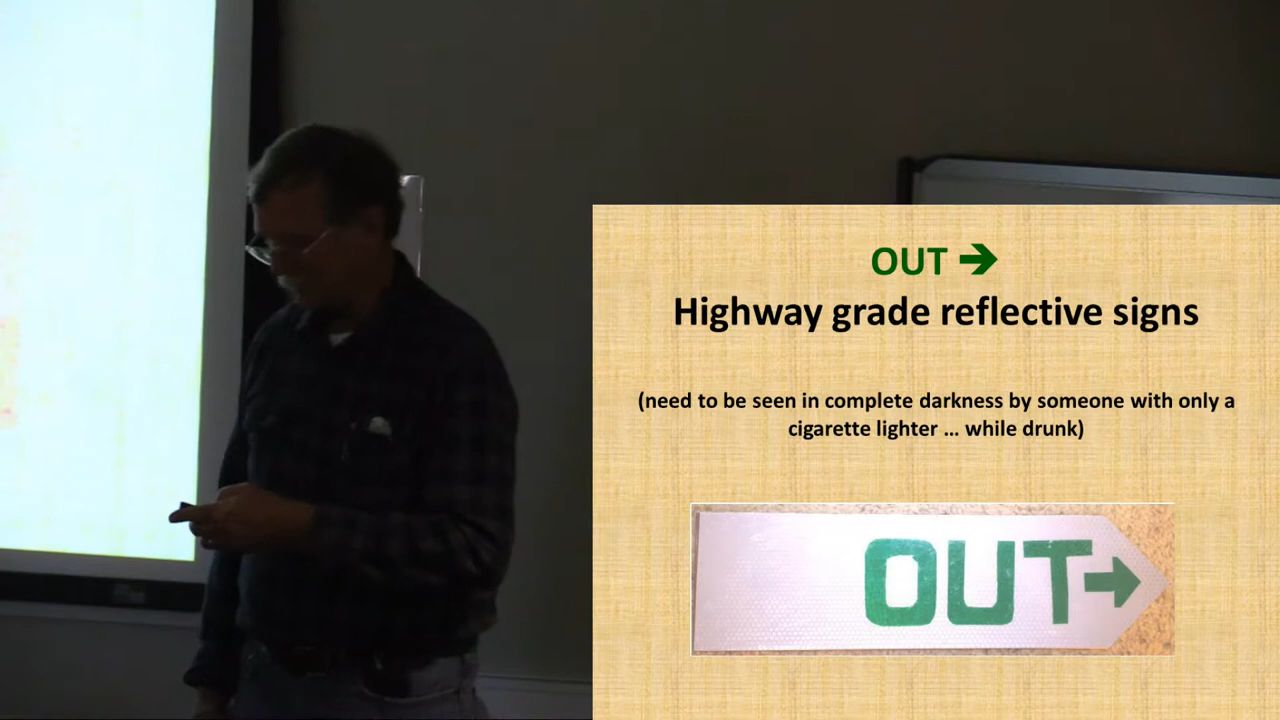 OUT →
Highway grade reflective signs
(need to be seen in complete darkness by someone with only a
cigarette lighter ... while drunk)
OUT→